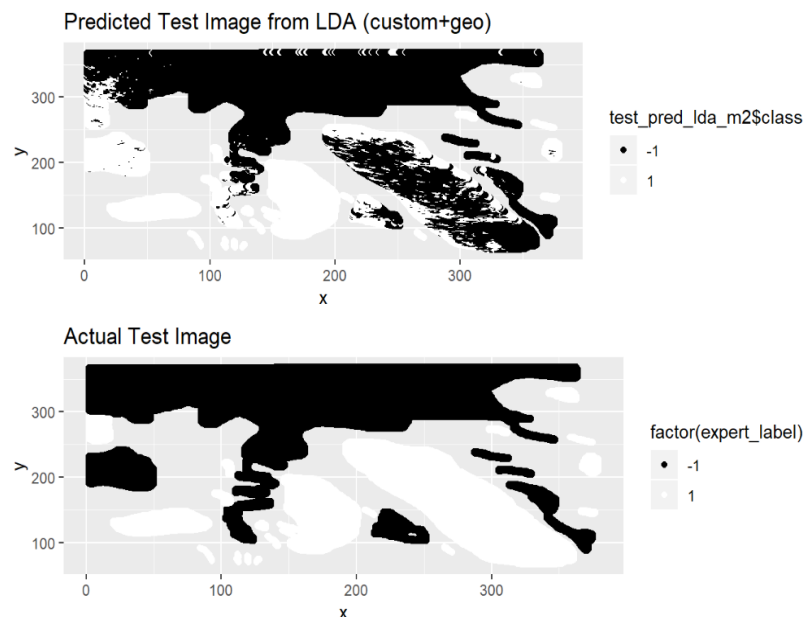 Predicted Test Image from LDA (custom+geo)
y
300
200
100
0
100
200
300
x
test_pred_lda_m2$class
-1
1
Actual Test Image
y
300
200
100
0
100
200
300
x
factor(expert_label)
-1
1